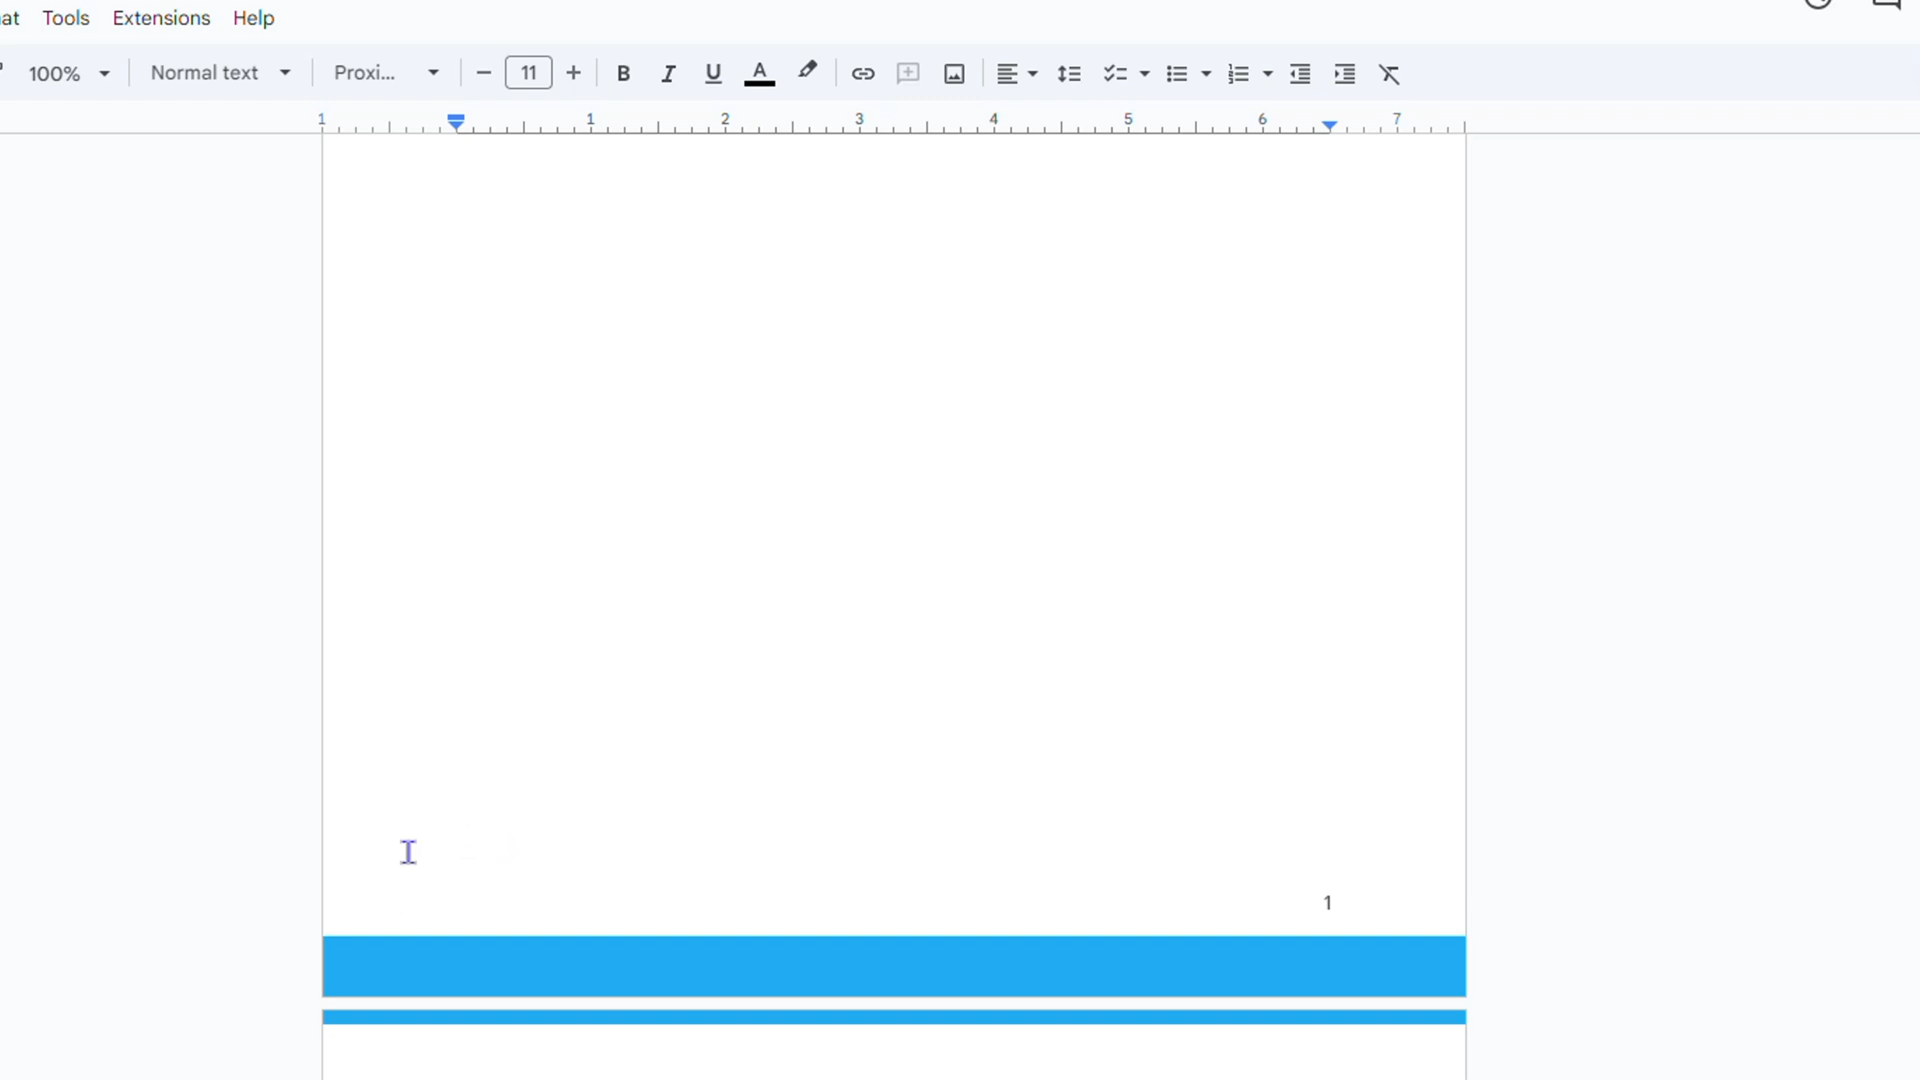 at Tools Extensions Help
100% Normal text Proxi... − 11 + B I U A
1 1 2 3 4 5 6 7
1